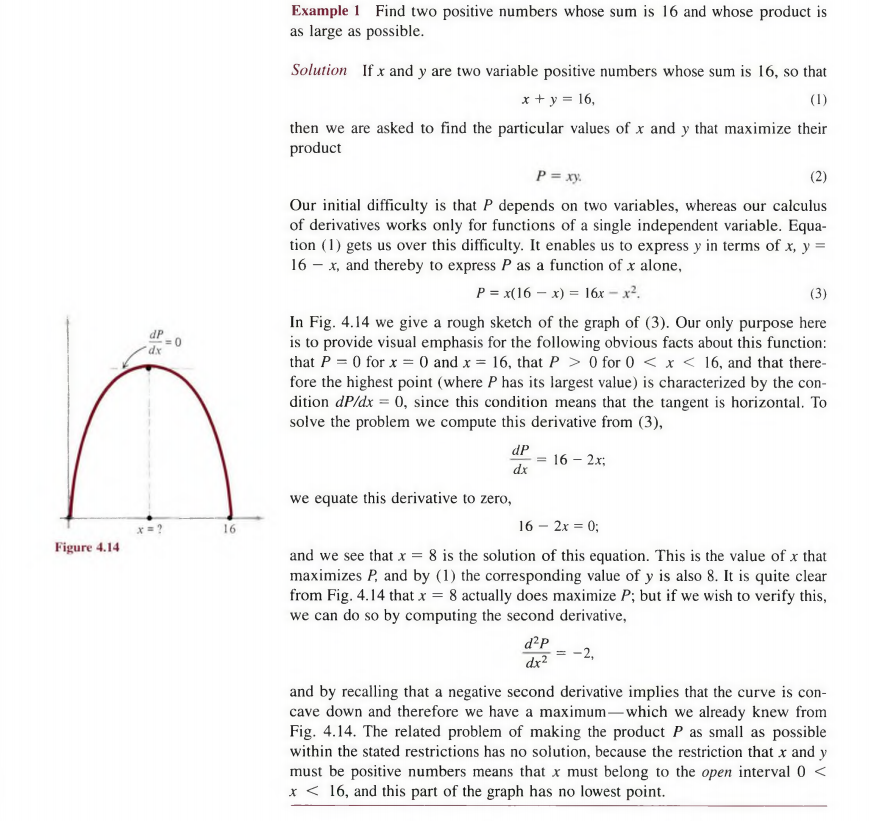 Example 1 Find two positive numbers whose sum is 16 and whose product is
as large as possible.
Solution If x and y are two variable positive numbers whose sum is 16, so that
x + y = 16, (1)
then we are asked to find the particular values of x and y that maximize their
product
P = xy. (2)
Our initial difficulty is that P depends on two variables, whereas our calculus
of derivatives works only for functions of a single independent variable. Equa-
tion (1) gets us over this difficulty. It enables us to express y in terms of x, y =
16 − x, and thereby to express P as a function of x alone,
P = x(16 − x) = 16x − x². (3)
In Fig. 4.14 we give a rough sketch of the graph of (3). Our only purpose here
is to provide visual emphasis for the following obvious facts about this function:
that P = 0 for x = 0 and x = 16, that P > 0 for 0 < x < 16, and that there-
fore the highest point (where P has its largest value) is characterized by the con-
dition dP/dx = 0, since this condition means that the tangent is horizontal. To
solve the problem we compute this derivative from (3),
dP/dx = 16 − 2x;
we equate this derivative to zero,
16 − 2x = 0;
and we see that x = 8 is the solution of this equation. This is the value of x that
maximizes P, and by (1) the corresponding value of y is also 8. It is quite clear
from Fig. 4.14 that x = 8 actually does maximize P; but if we wish to verify this,
we can do so by computing the second derivative,
d²P/dx² = −2,
and by recalling that a negative second derivative implies that the curve is con-
cave down and therefore we have a maximum—which we already knew from
Fig. 4.14. The related problem of making the product P as small as possible
within the stated restrictions has no solution, because the restriction that x and y
must be positive numbers means that x must belong to the open interval 0 <
x < 16, and this part of the graph has no lowest point.
dP/dx = 0
x = ?
16
Figure 4.14